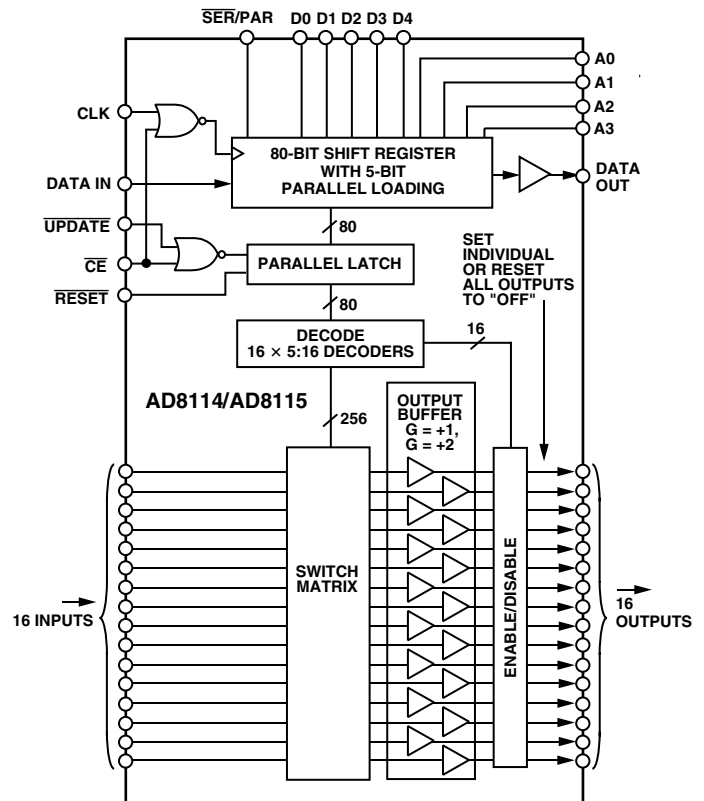 SER/PAR D0 D1 D2 D3 D4
A0
A1
A2
A3
CLK
80-BIT SHIFT REGISTER
WITH 5-BIT
PARALLEL LOADING
DATA IN
DATA
OUT
UPDATE
80
CE
PARALLEL LATCH
RESET
80
SET
INDIVIDUAL
OR RESET
ALL OUTPUTS
TO "OFF"
DECODE
16 × 5:16 DECODERS
16
AD8114/AD8115
256
OUTPUT
BUFFER
G = +1,
G = +2
SWITCH
MATRIX
ENABLE/DISABLE
16 INPUTS
16
OUTPUTS